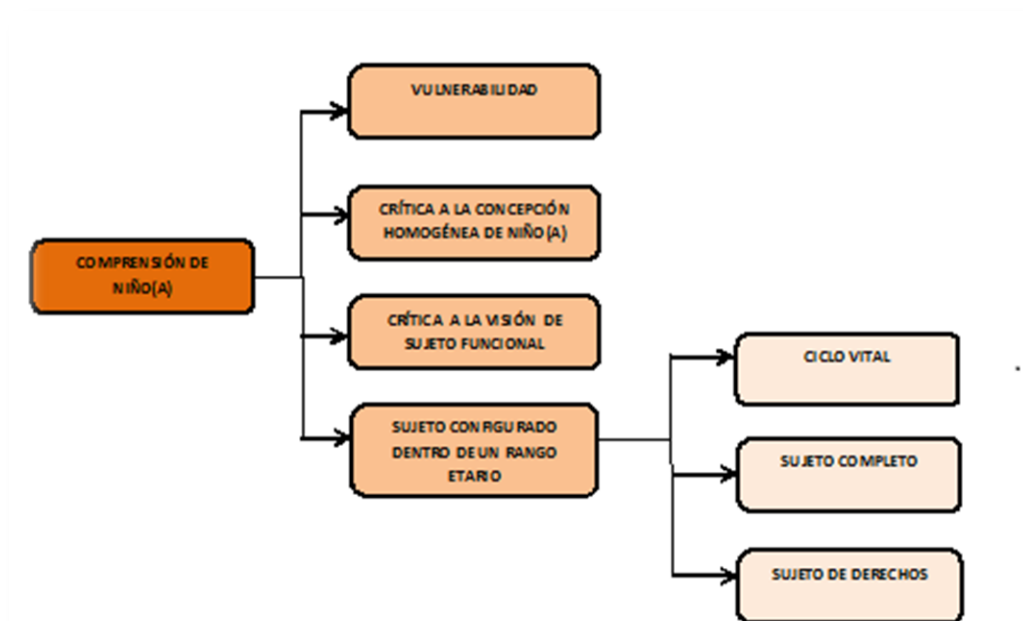 VULNERABILIDAD
CRÍTICA A LA CONCEPCIÓN
HOMOGÉNEA DE NIÑO(A)
COMPRENSIÓN DE
NIÑO(A)
CRÍTICA A LA VISIÓN DE
SUJETO FUNCIONAL
SUJETO CONFIGURADO
DENTRO DE UN RANGO
ETARIO
CICLO VITAL
SUJETO COMPLETO
SUJETO DE DERECHOS